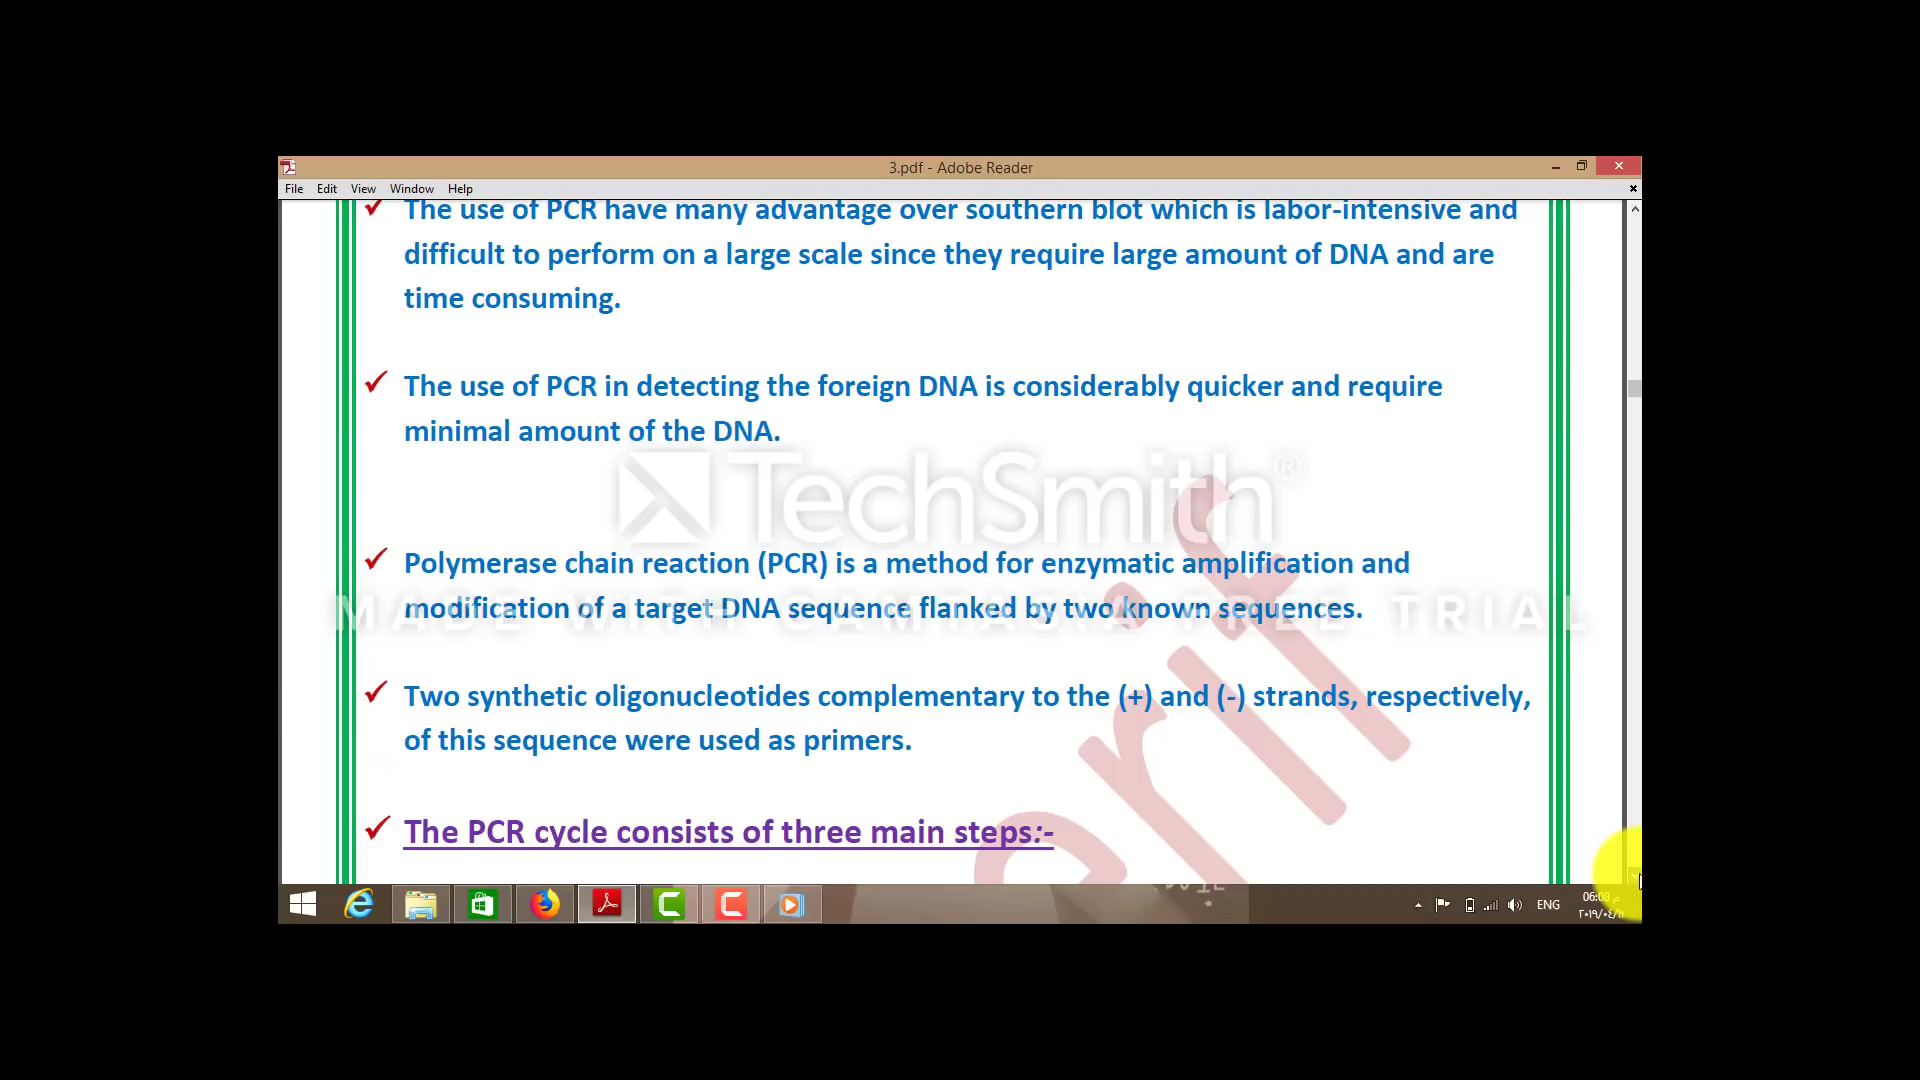 3.pdf - Adobe Reader
File Edit View Window Help
The use of PCR have many advantage over southern blot which is labor-intensive and
difficult to perform on a large scale since they require large amount of DNA and are
time consuming.
The use of PCR in detecting the foreign DNA is considerably quicker and require
minimal amount of the DNA.
TechSmith®
Polymerase chain reaction (PCR) is a method for enzymatic amplification and
modification of a target DNA sequence flanked by two known sequences.
MADE WITH CAMTASIA FREE TRIAL
Two synthetic oligonucleotides complementary to the (+) and (-) strands, respectively,
of this sequence were used as primers.
The PCR cycle consists of three main steps:-
ENG